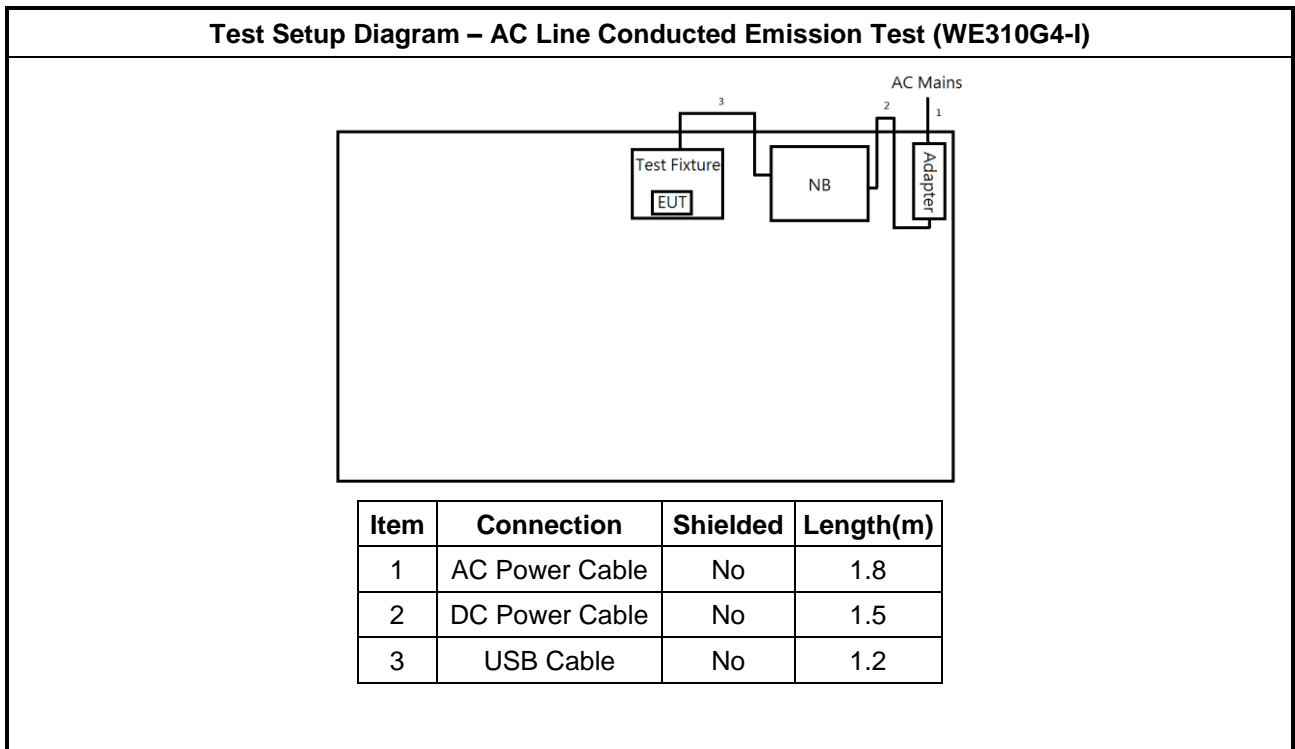 Test Setup Diagram – AC Line Conducted Emission Test (WE310G4-I)
AC Mains
3
2
1
Test Fixture
EUT
NB
Adapter
Item Connection Shielded Length(m)
1 AC Power Cable No 1.8
2 DC Power Cable No 1.5
3 USB Cable No 1.2